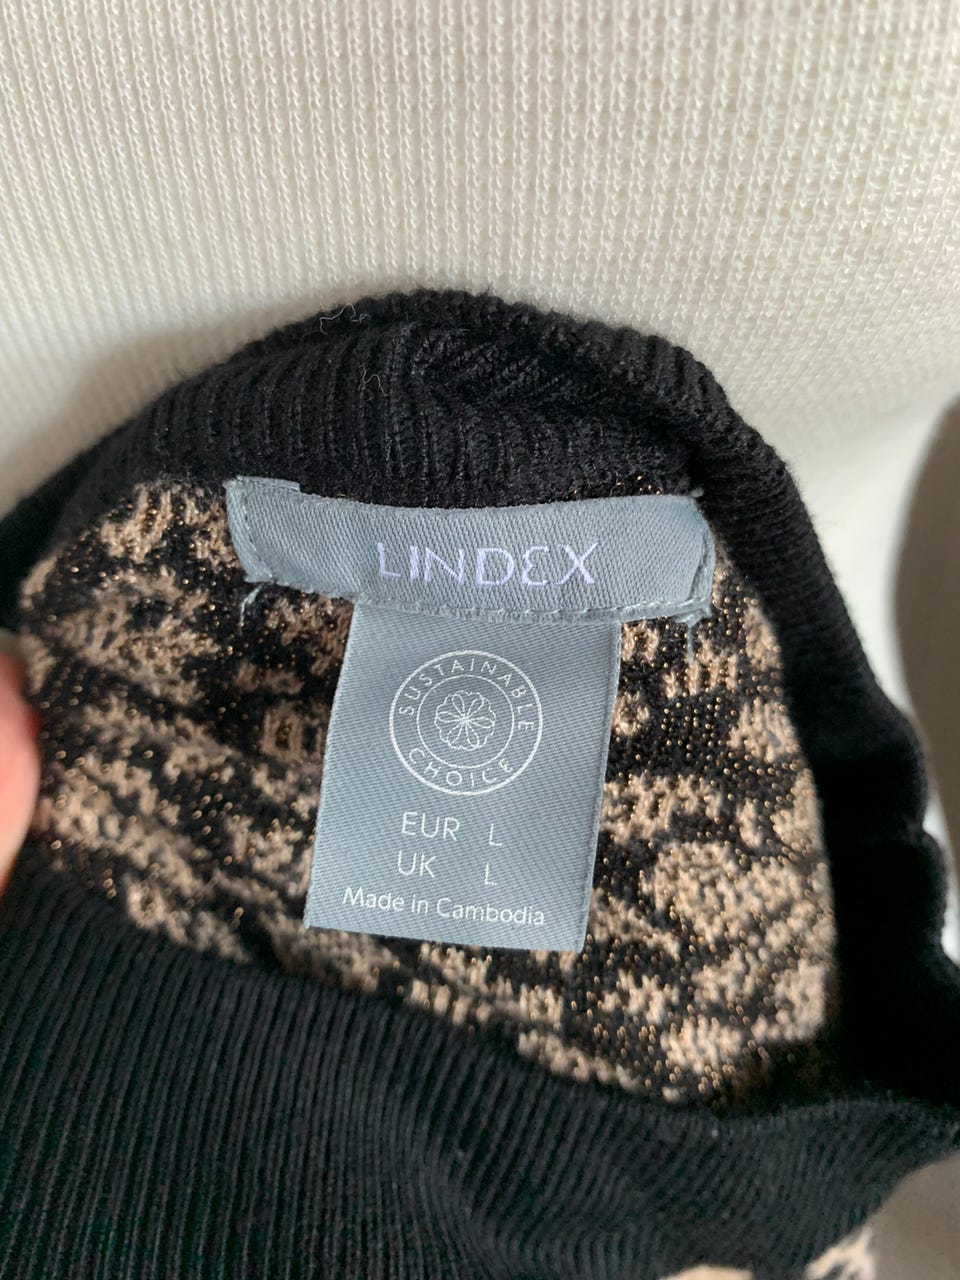 LINDEX
SUSTAINABLE
CHOICE
EUR L
UK L
Made in Cambodia